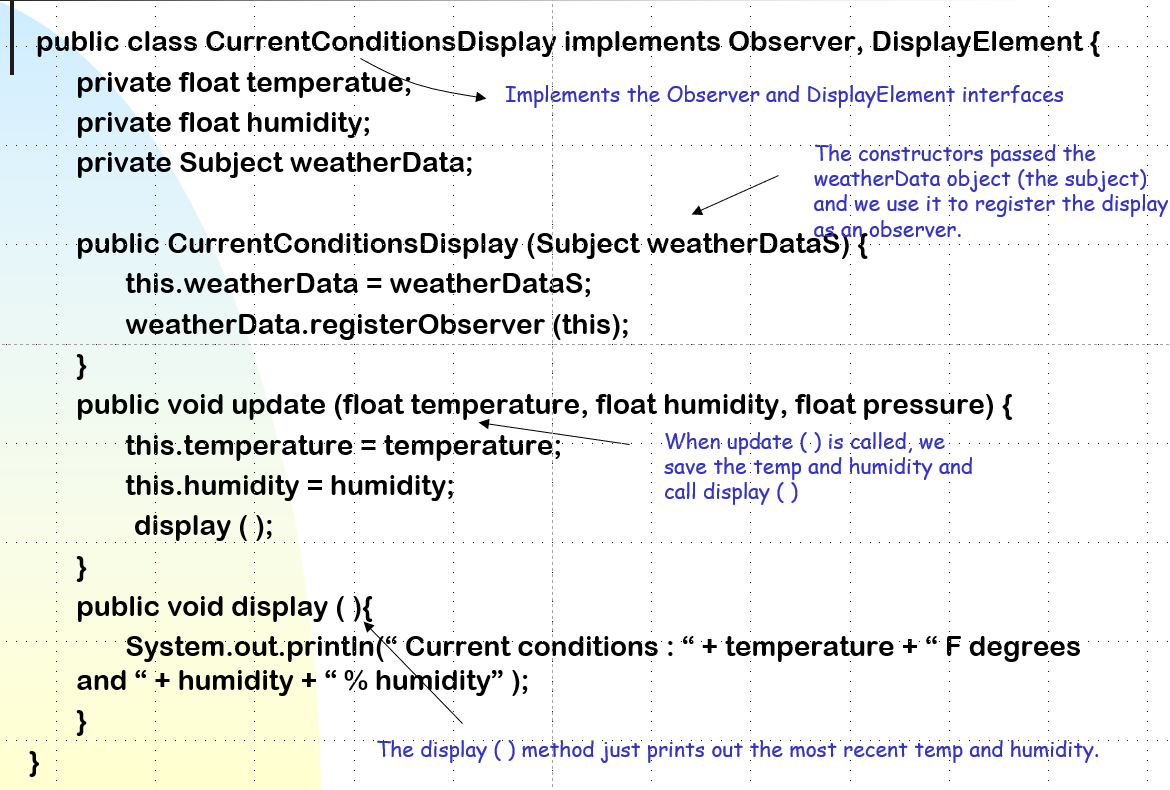 public class CurrentConditionsDisplay implements Observer, DisplayElement {
private float temperatue;
Implements the Observer and DisplayElement interfaces
private float humidity;
private Subject weatherData;
The constructors passed the
weatherData object (the subject)
and we use it to register the display
as an observer.
public CurrentConditionsDisplay (Subject weatherDataS) {
this.weatherData = weatherDataS;
weatherData.registerObserver (this);
}
public void update (float temperature, float humidity, float pressure) {
this.temperature = temperature;
this.humidity = humidity;
display ( );
When update ( ) is called, we
save the temp and humidity and
call display ( )
}
public void display ( ){
System.out.println(“ Current conditions : “ + temperature + “ F degrees
and “ + humidity + “ % humidity” );
}
The display ( ) method just prints out the most recent temp and humidity.
}